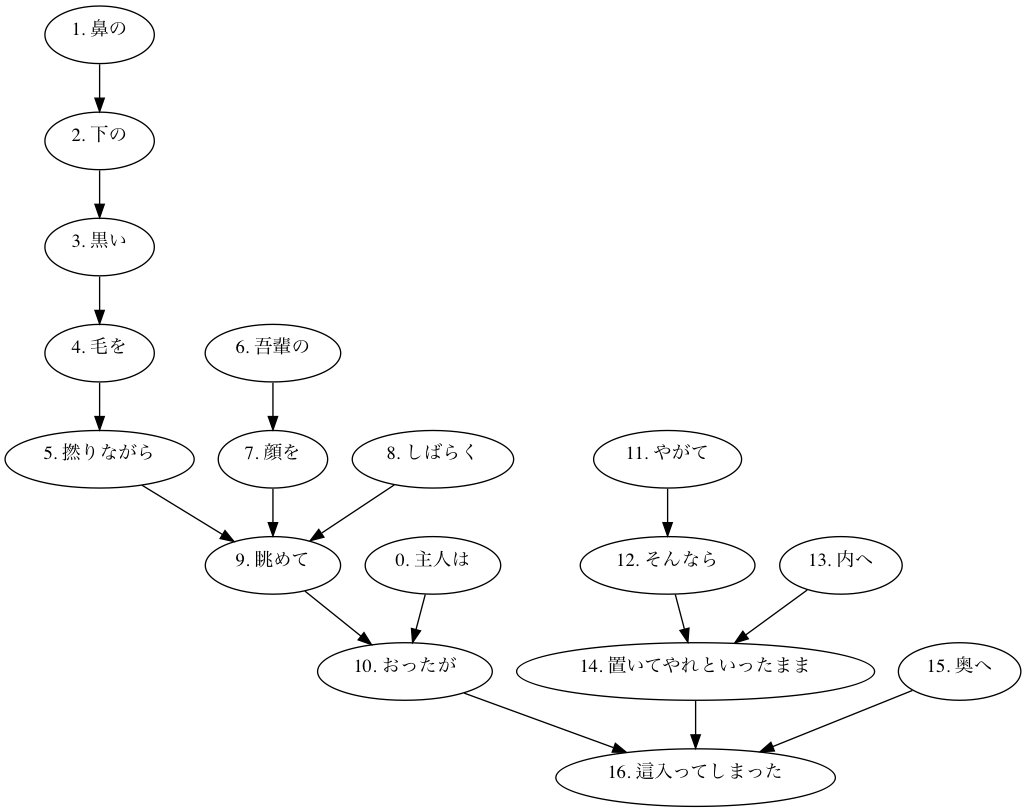 1. 鼻の
2. 下の
3. 黒い
4. 毛を
6. 吾輩の
5. 撚りながら
7. 顔を
8. しばらく
11. やがて
9. 眺めて
0. 主人は
12. そんなら
13. 内へ
10. おったが
14. 置いてやれといったまま
15. 奥へ
16. 這入ってしまった